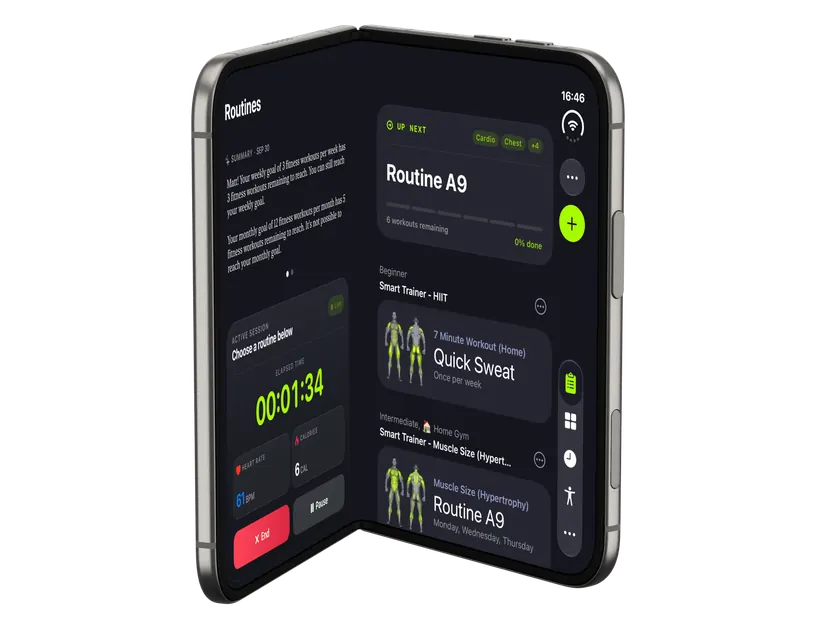 Routines
SUMMARY · SEP 30
Matt! Your weekly goal of 3 fitness workouts per week has
3 fitness workouts remaining to reach. You can still reach
your weekly goal.
Your monthly goal of 12 fitness workouts per month has 5
fitness workouts remaining to reach. It's not possible to
reach your monthly goal.
ACTIVE SESSION
Choose a routine below
ELAPSED TIME
00:01:34
HEART RATE
61 BPM
CALORIES
6 CAL
X End
Pause
16:46
UP NEXT
Cardio
Chest
+4
Routine A9
6 workouts remaining
0% done
Beginner
Smart Trainer - HIIT
7 Minute Workout (Home)
Quick Sweat
Once per week
Intermediate, Home Gym
Smart Trainer - Muscle Size (Hypert...
Muscle Size (Hypertrophy)
Routine A9
Monday, Wednesday, Thursday